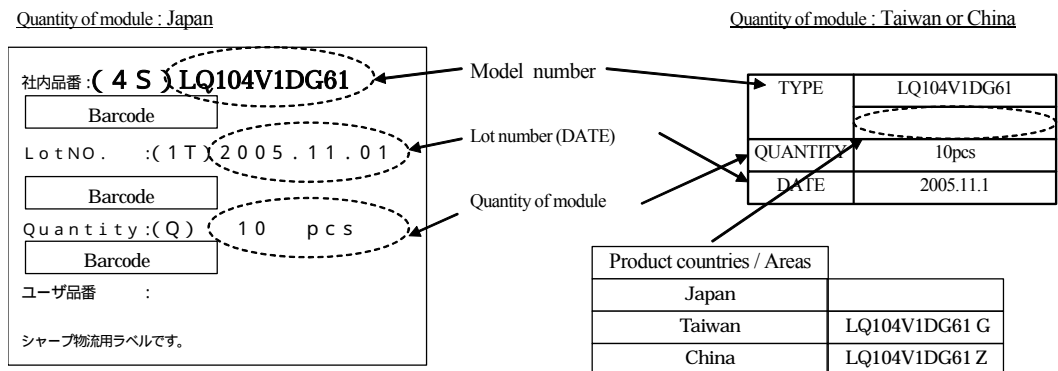 Quantity of module : Japan
社内品番 : ( 4 S ) LQ104V1DG61
Barcode
LotNO. :(1T) 2005.11.01
Barcode
Quantity:(Q) 10 pcs
Barcode
ユーザ品番 :
シャープ物流用ラベルです。
Model number
Lot number (DATE)
Quantity of module
Quantity of module : Taiwan or China
TYPE LQ104V1DG61
QUANTITY 10pcs
DATE 2005.11.1
Product countries / Areas
Japan
Taiwan LQ104V1DG61 G
China LQ104V1DG61 Z